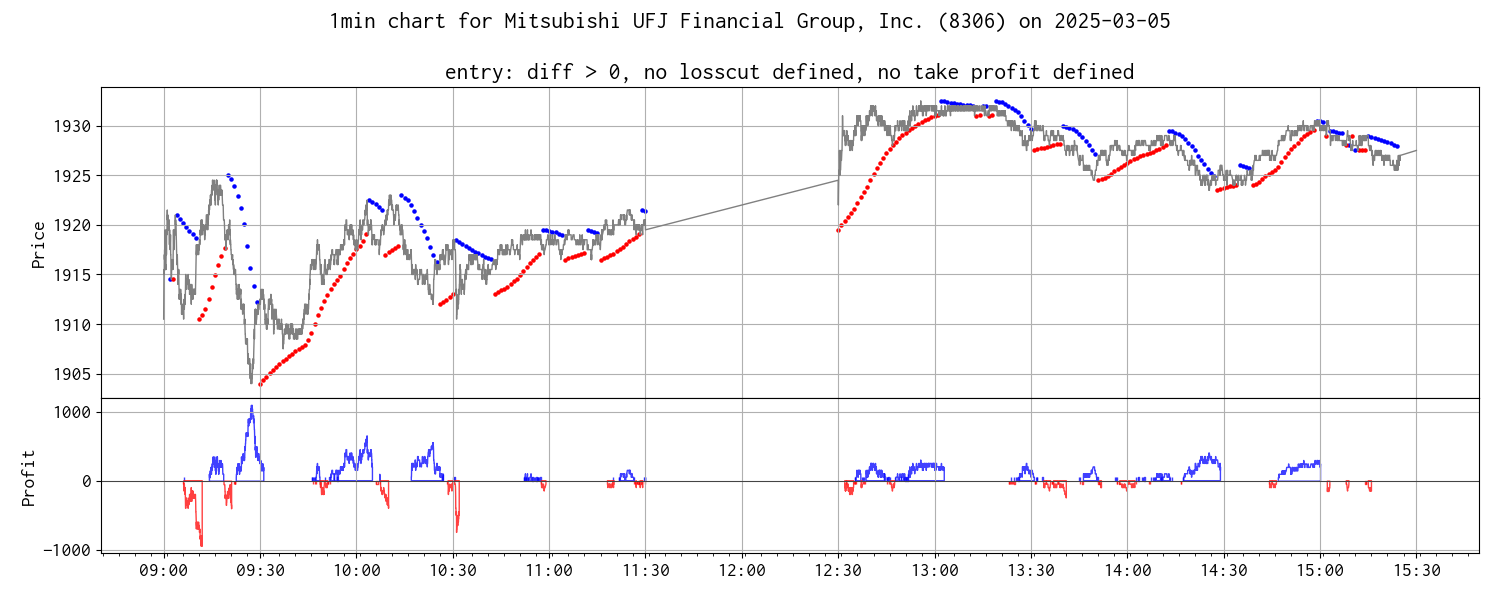 1min chart for Mitsubishi UFJ Financial Group, Inc. (8306) on 2025-03-05
entry: diff > 0, no losscut defined, no take profit defined
Price
1930
1925
1920
1915
1910
1905
Profit
1000
0
−1000
09:00 09:30 10:00 10:30 11:00 11:30 12:00 12:30 13:00 13:30 14:00 14:30 15:00 15:30